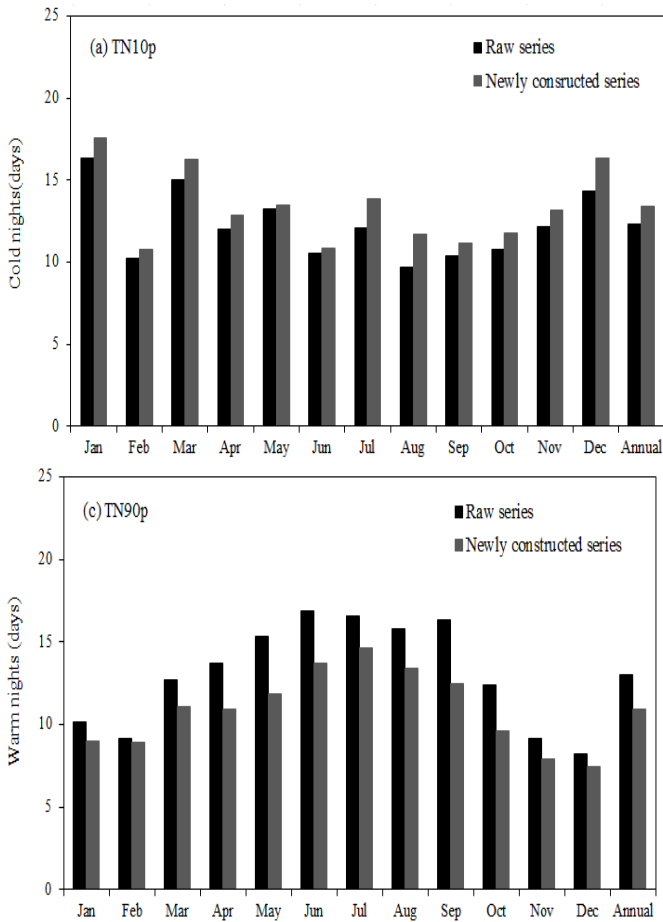 25
(a) TN10p
Raw series
Newly consructed series
20
15
10
5
0
Cold nights(days)
Jan Feb Mar Apr May Jun Jul Aug Sep Oct Nov Dec Annual
25
(c) TN90p
Raw series
Newly constructed series
20
15
10
5
0
Warm nights (days)
Jan Feb Mar Apr May Jun Jul Aug Sep Oct Nov Dec Annual